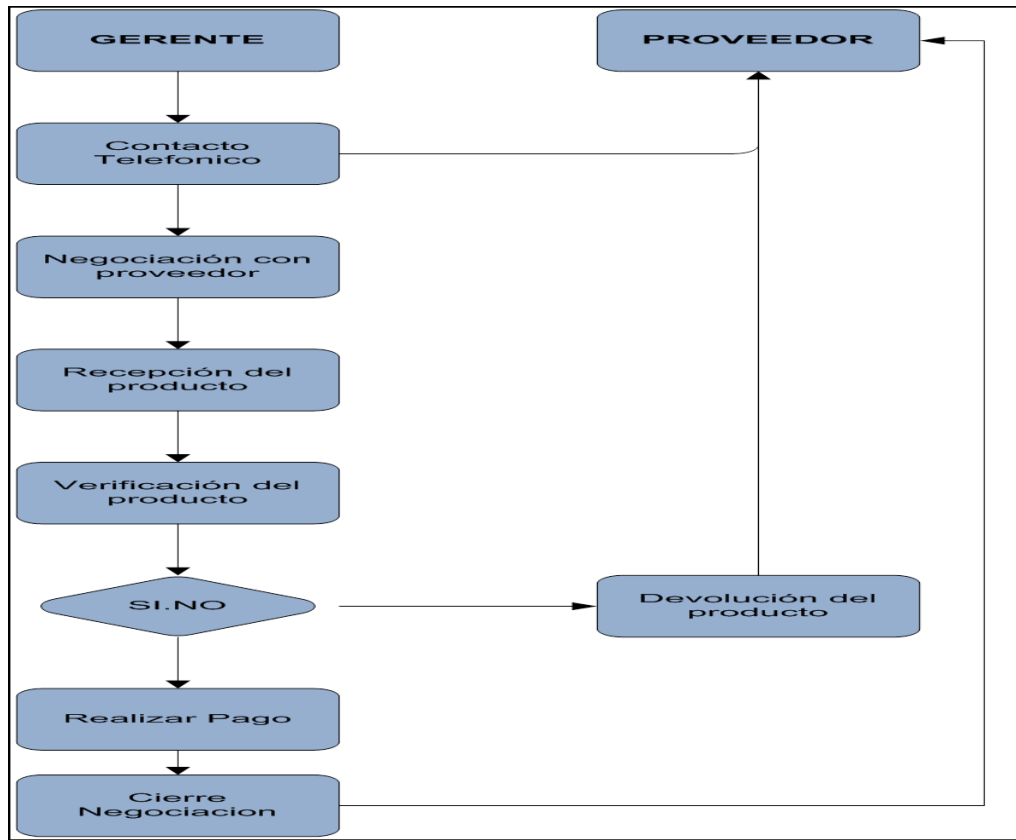 GERENTE
PROVEEDOR
Contacto
Telefonico
Negociación con
proveedor
Recepción del
producto
Verificación del
producto
SI.NO
Devolución del
producto
Realizar Pago
Cierre
Negociacion